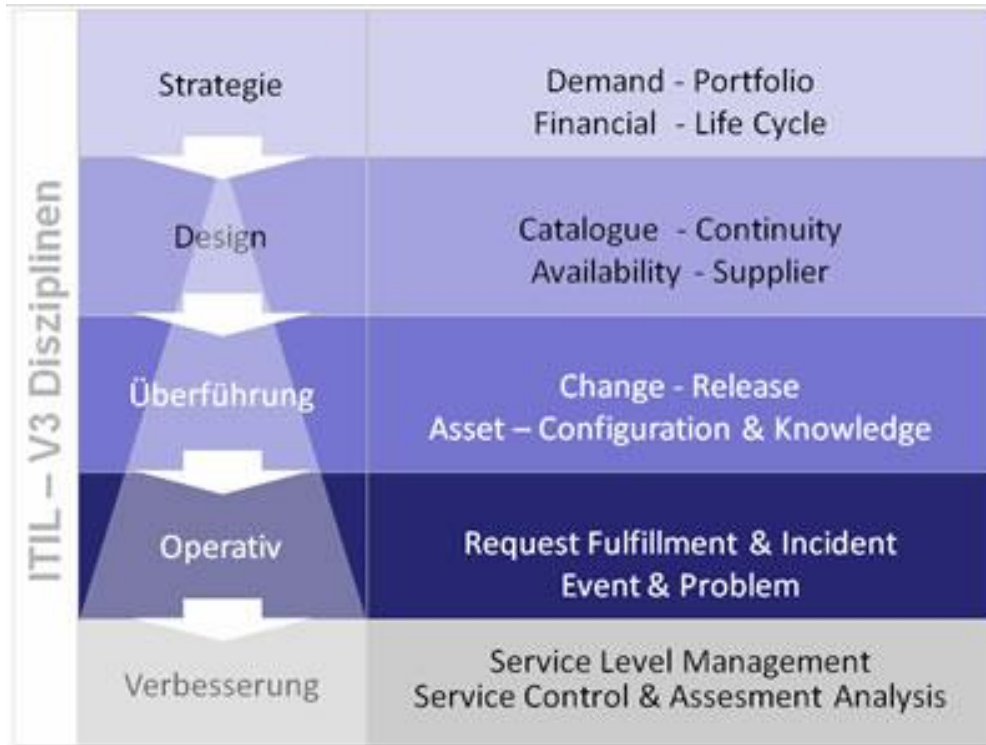 ITIL – V3 Disziplinen
Strategie
Demand - Portfolio
Financial - Life Cycle
Design
Catalogue - Continuity
Availability - Supplier
Überführung
Change - Release
Asset – Configuration & Knowledge
Operativ
Request Fulfillment & Incident
Event & Problem
Verbesserung
Service Level Management
Service Control & Assesment Analysis